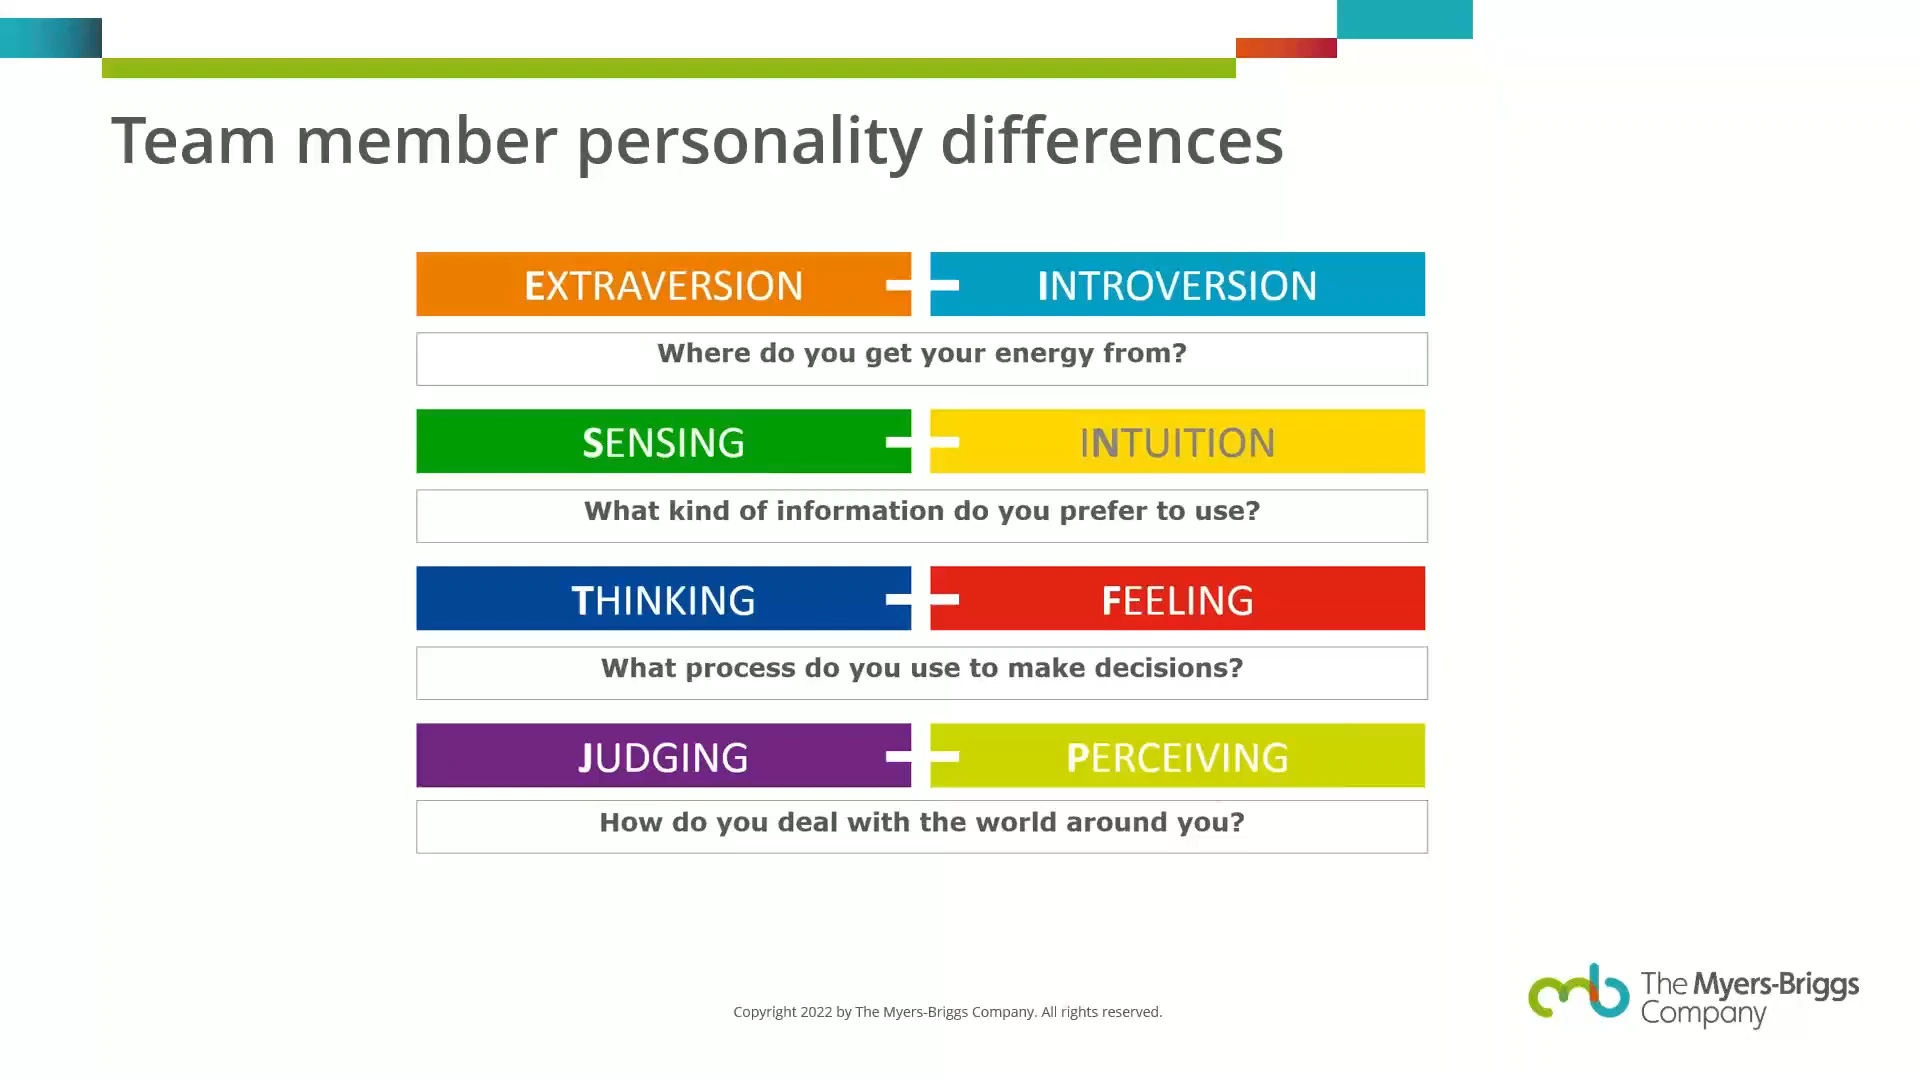 Team member personality differences
EXTRAVERSION
INTROVERSION
Where do you get your energy from?
SENSING
INTUITION
What kind of information do you prefer to use?
THINKING
FEELING
What process do you use to make decisions?
JUDGING
PERCEIVING
How do you deal with the world around you?
The Myers-Briggs
Company
Copyright 2022 by The Myers-Briggs Company. All rights reserved.